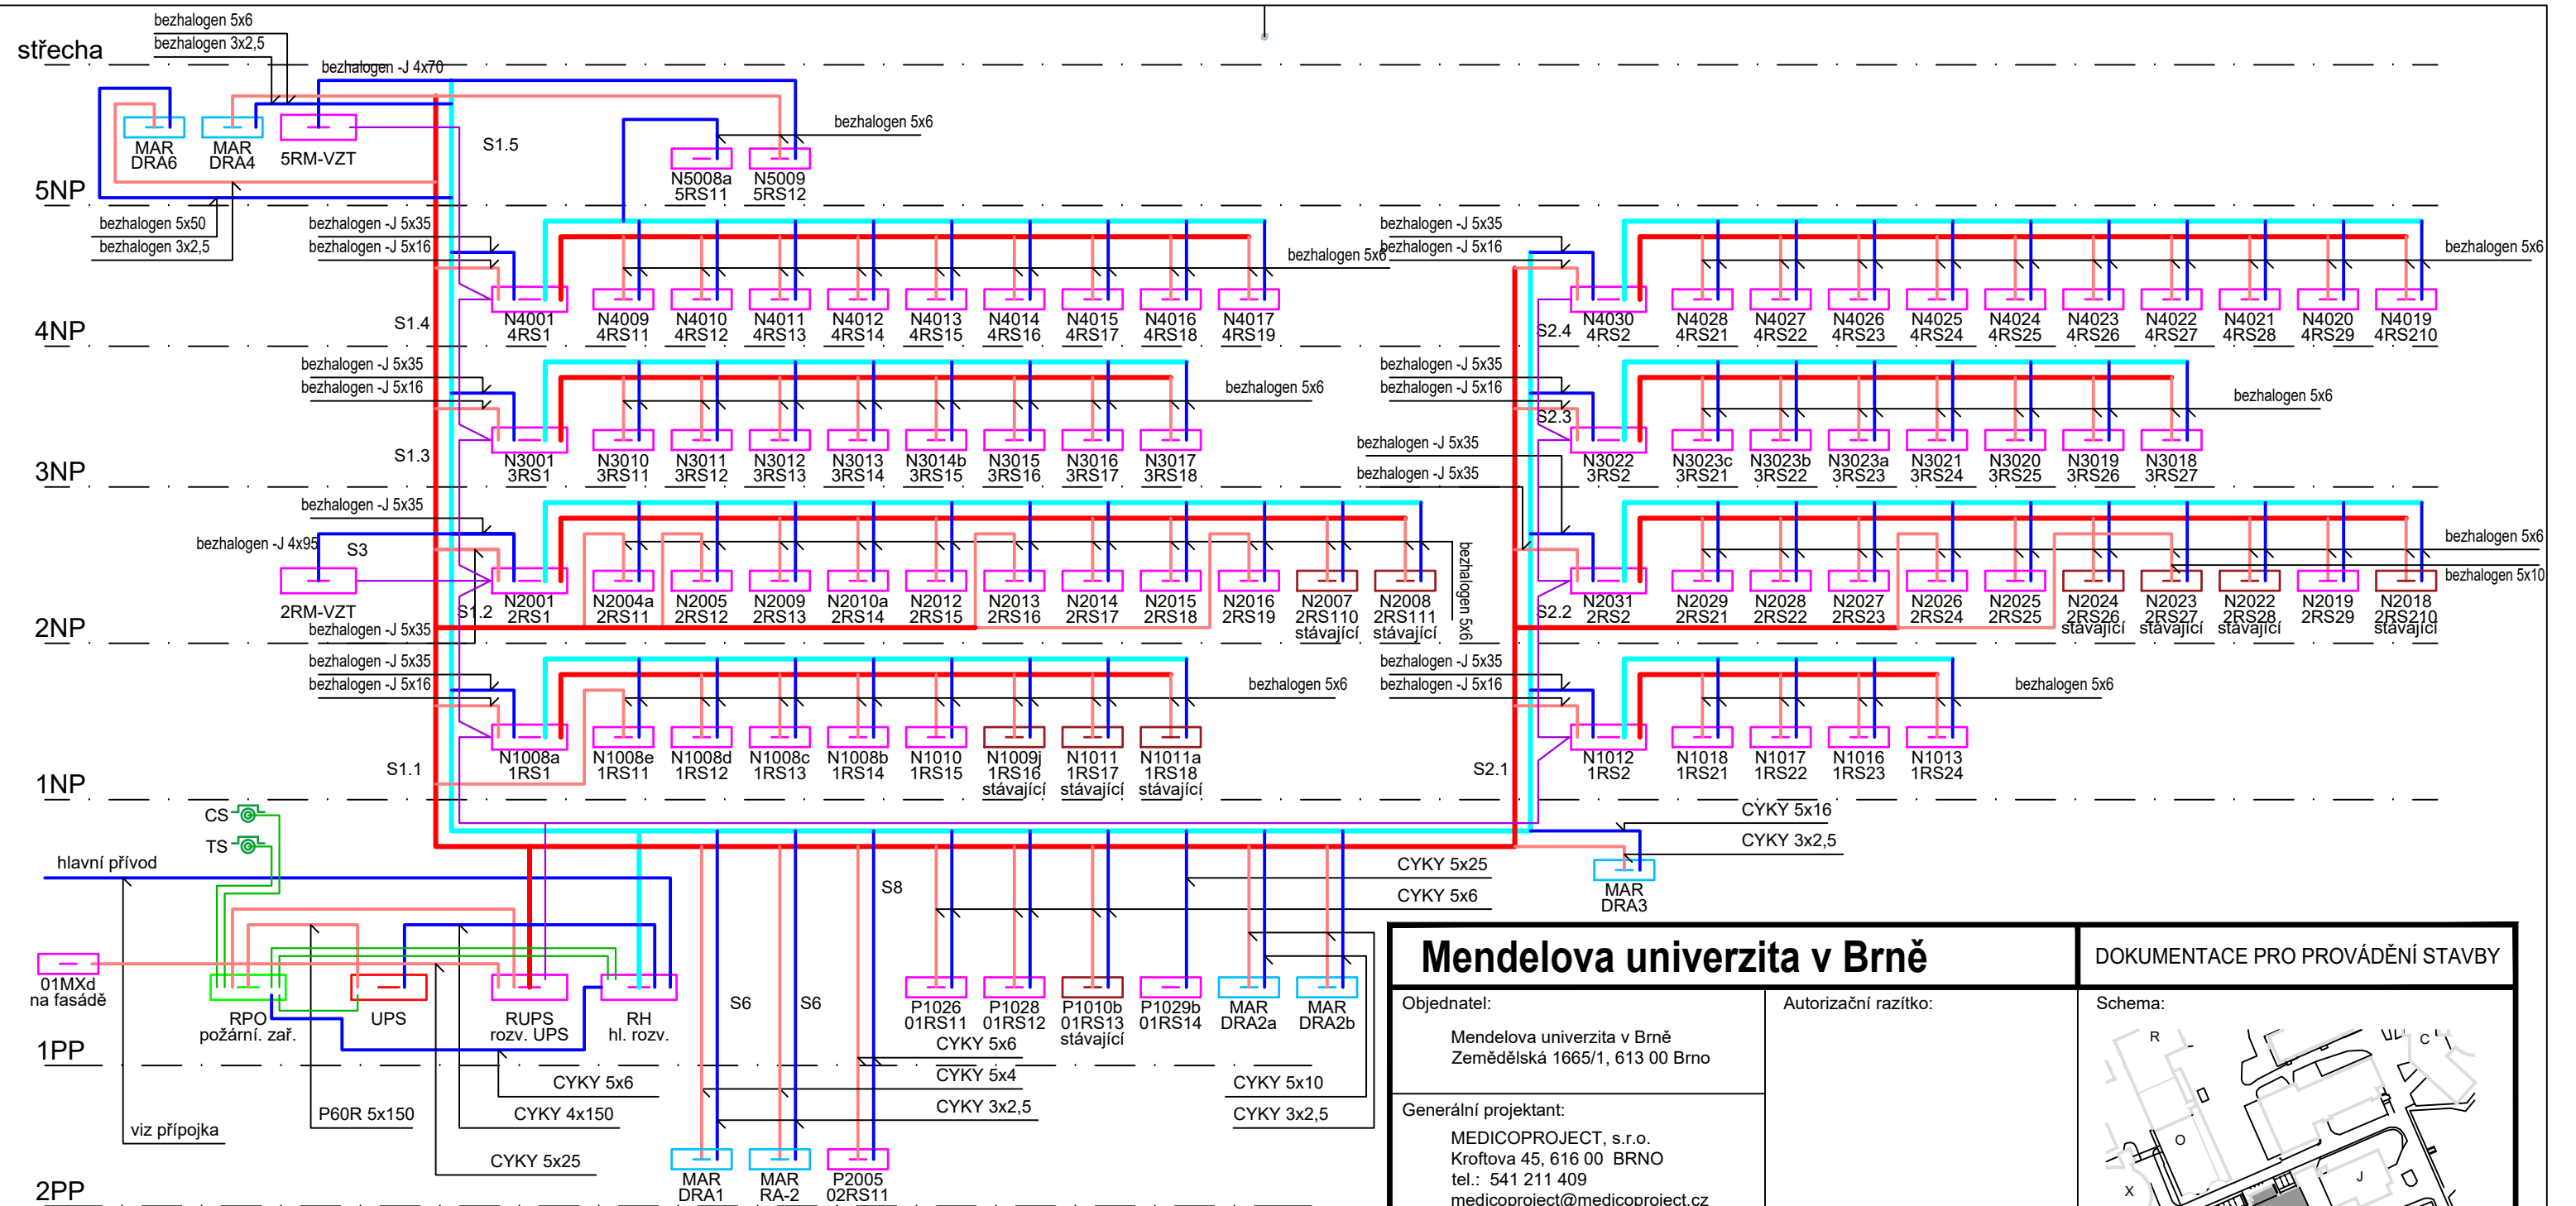 střecha
bezhalogen 5x6
bezhalogen 3x2,5
bezhalogen -J 4x70
MAR
DRA6
MAR
DRA4
5RM-VZT
S1.5
bezhalogen 5x6
N5008a
5RS11
N5009
5RS12
5NP
bezhalogen 5x50
bezhalogen 3x2,5
bezhalogen -J 5x35
bezhalogen -J 5x16
bezhalogen 5x6
S1.4
N4001
4RS1
N4009
4RS11
N4010
4RS12
N4011
4RS13
N4012
4RS14
N4013
4RS15
N4014
4RS16
N4015
4RS17
N4016
4RS18
N4017
4RS19
bezhalogen -J 5x35
bezhalogen -J 5x16
bezhalogen 5x6
S2.4
N4030
4RS2
N4028
4RS21
N4027
4RS22
N4026
4RS23
N4025
4RS24
N4024
4RS25
N4023
4RS26
N4022
4RS27
N4021
4RS28
N4020
4RS29
N4019
4RS210
4NP
bezhalogen -J 5x35
bezhalogen -J 5x16
bezhalogen 5x6
S1.3
N3001
3RS1
N3010
3RS11
N3011
3RS12
N3012
3RS13
N3013
3RS14
N3014b
3RS15
N3015
3RS16
N3016
3RS17
N3017
3RS18
bezhalogen -J 5x35
bezhalogen -J 5x16
bezhalogen 5x6
S2.3
N3022
3RS2
N3023c
3RS21
N3023b
3RS22
N3023a
3RS23
N3021
3RS24
N3020
3RS25
N3019
3RS26
N3018
3RS27
3NP
bezhalogen -J 5x35
bezhalogen -J 4x95
S3
2RM-VZT
S1.2
bezhalogen -J 5x35
bezhalogen 5x6
N2001
2RS1
N2004a
2RS11
N2005
2RS12
N2009
2RS13
N2010a
2RS14
N2012
2RS15
N2013
2RS16
N2014
2RS17
N2015
2RS18
N2016
2RS19
N2007
2RS110
stávající
N2008
2RS111
stávající
bezhalogen -J 5x35
bezhalogen -J 5x35
bezhalogen 5x6
bezhalogen 5x10
S2.2
N2031
2RS2
N2029
2RS21
N2028
2RS22
N2027
2RS23
N2026
2RS24
N2025
2RS25
N2024
2RS26
stávající
N2023
2RS27
stávající
N2022
2RS28
stávající
N2019
2RS29
N2018
2RS210
stávající
2NP
bezhalogen -J 5x35
bezhalogen -J 5x16
bezhalogen 5x6
S1.1
N1008a
1RS1
N1008e
1RS11
N1008d
1RS12
N1008c
1RS13
N1008b
1RS14
N1010
1RS15
N1009j
1RS16
stávající
N1011
1RS17
stávající
N1011a
1RS18
stávající
bezhalogen -J 5x35
bezhalogen -J 5x16
bezhalogen 5x6
S2.1
N1012
1RS2
N1018
1RS21
N1017
1RS22
N1016
1RS23
N1013
1RS24
1NP
CS
TS
hlavní přívod
CYKY 5x16
CYKY 3x2,5
MAR
DRA3
S8
CYKY 5x25
CYKY 5x6
01MXd
na fasádě
RPO
požární. zař.
UPS
RUPS
rozv. UPS
RH
hl. rozv.
S6
S6
P1026
01RS11
P1028
01RS12
P1010b
01RS13
stávající
P1029b
01RS14
MAR
DRA2a
MAR
DRA2b
1PP
CYKY 5x6
CYKY 5x4
CYKY 3x2,5
CYKY 5x10
CYKY 3x2,5
CYKY 5x6
CYKY 4x150
P60R 5x150
viz přípojka
CYKY 5x25
MAR
DRA1
MAR
RA-2
P2005
02RS11
2PP
Mendelova univerzita v Brně
DOKUMENTACE PRO PROVÁDĚNÍ STAVBY
Objednatel:
Mendelova univerzita v Brně
Zemědělská 1665/1, 613 00 Brno
Autorizační razítko:
Schema:
R
C
O
J
X
Generální projektant:
MEDICOPROJECT, s.r.o.
Kroftova 45, 616 00 BRNO
tel.: 541 211 409
medicoproject@medicoproject.cz